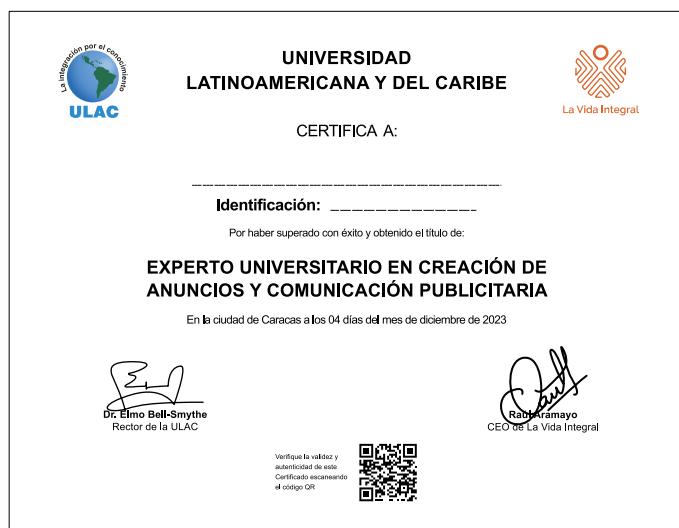 La integración por el conocimiento
ULAC
UNIVERSIDAD
LATINOAMERICANA Y DEL CARIBE
La Vida Integral
CERTIFICA A:
Identificación:
Por haber superado con éxito y obtenido el título de:
EXPERTO UNIVERSITARIO EN CREACIÓN DE
ANUNCIOS Y COMUNICACIÓN PUBLICITARIA
En la ciudad de Caracas a los 04 días del mes de diciembre de 2023
Dr. Elmo Bell-Smythe
Rector de la ULAC
Raúl Aramayo
CEO de La Vida Integral
Verifique la validez y
autenticidad de este
Certificado escaneando
el código QR